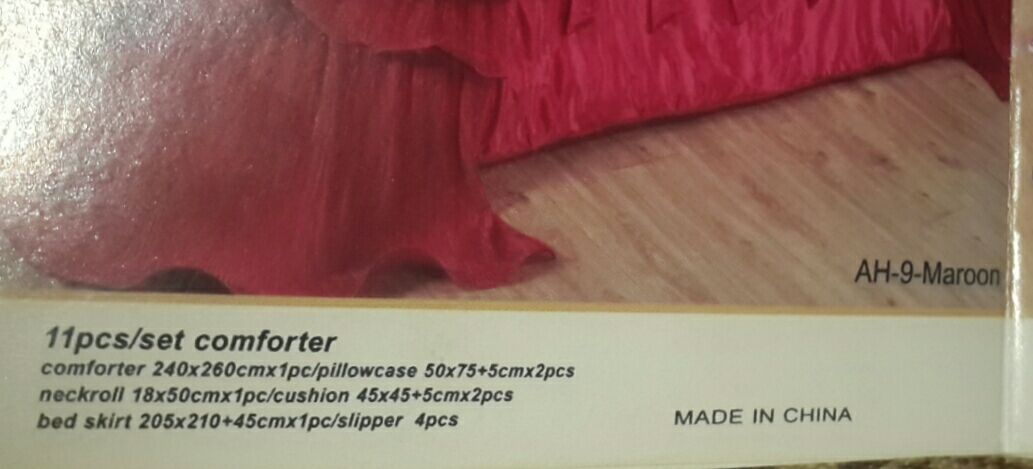 AH-9-Maroon
11pcs/set comforter
comforter 240x260cmx1pc/pillowcase 50x75+5cmx2pcs
neckroll 18x50cmx1pc/cushion 45x45+5cmx2pcs
bed skirt 205x210+45cmx1pc/slipper 4pcs
MADE IN CHINA